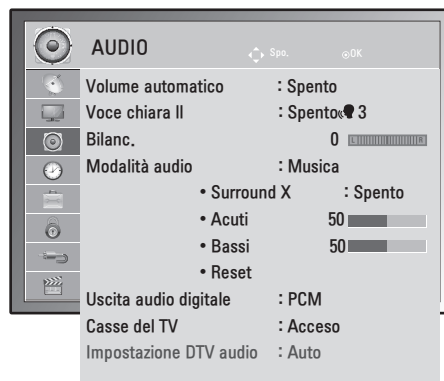 AUDIO Spo. OK
Volume automatico : Spento
Voce chiara II : Spento 3
Bilanc. 0 L R
Modalità audio : Musica
• Surround X : Spento
• Acuti 50
• Bassi 50
• Reset
Uscita audio digitale : PCM
Casse del TV : Acceso
Impostazione DTV audio : Auto